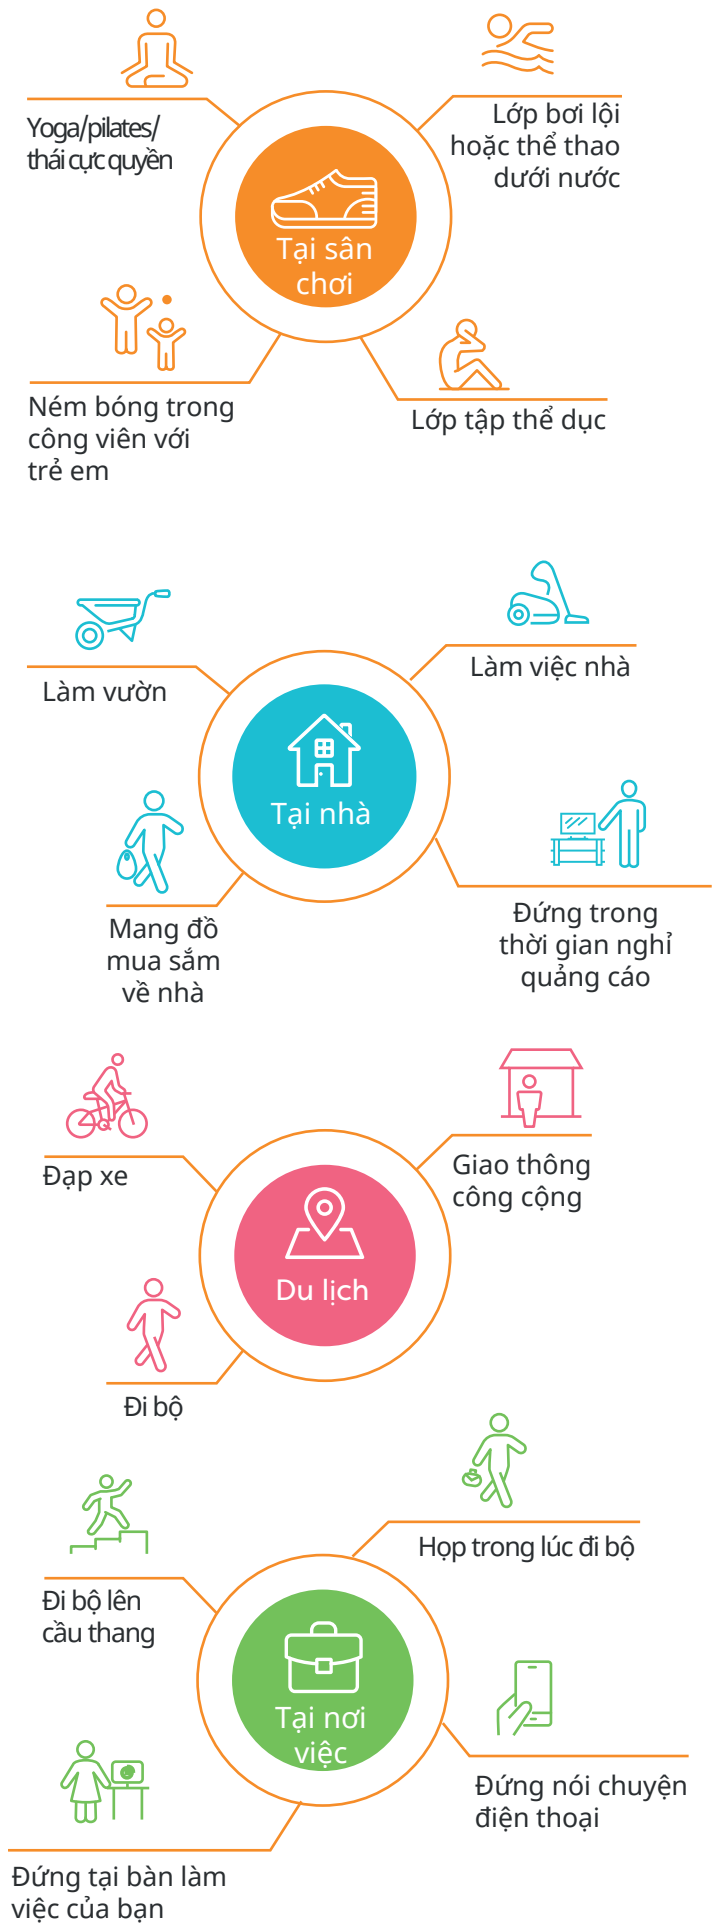 Yoga/pilates/
thái cực quyền
Lớp bơi lội
hoặc thể thao
dưới nước
Tại sân
chơi
Ném bóng trong
công viên với
trẻ em
Lớp tập thể dục
Làm vườn
Làm việc nhà
Tại nhà
Mang đồ
mua sắm
về nhà
Đứng trong
thời gian nghỉ
quảng cáo
Đạp xe
Giao thông
công cộng
Du lịch
Đi bộ
Họp trong lúc đi bộ
Đi bộ lên
cầu thang
Tại nơi
việc
Đứng nói chuyện
điện thoại
Đứng tại bàn làm
việc của bạn